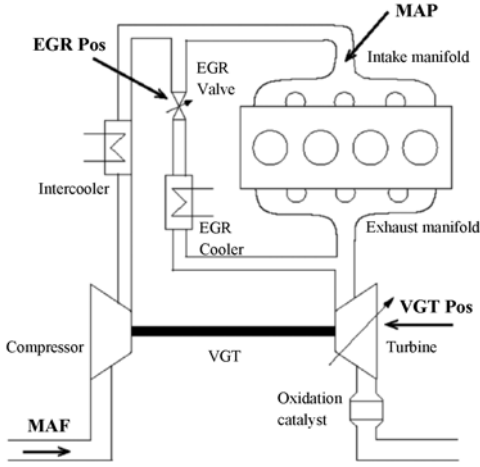 MAP
EGR Pos
Intake manifold
EGR
Valve
Intercooler
EGR
Cooler
Exhaust manifold
VGT Pos
Compressor
VGT
Turbine
Oxidation
catalyst
MAF